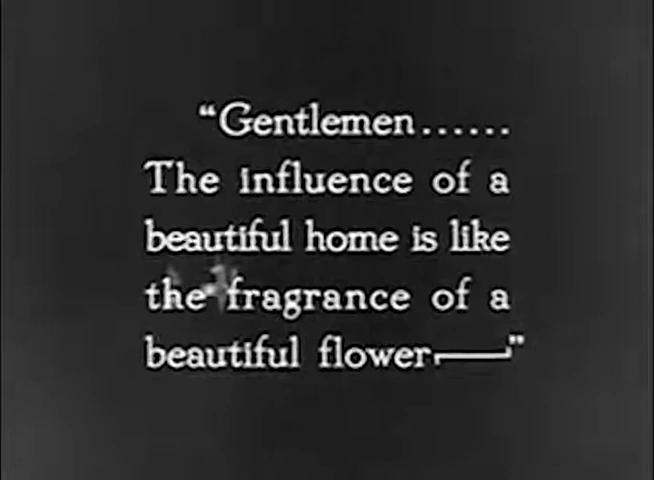 “Gentlemen......
The influence of a
beautiful home is like
the fragrance of a
beautiful flower——”